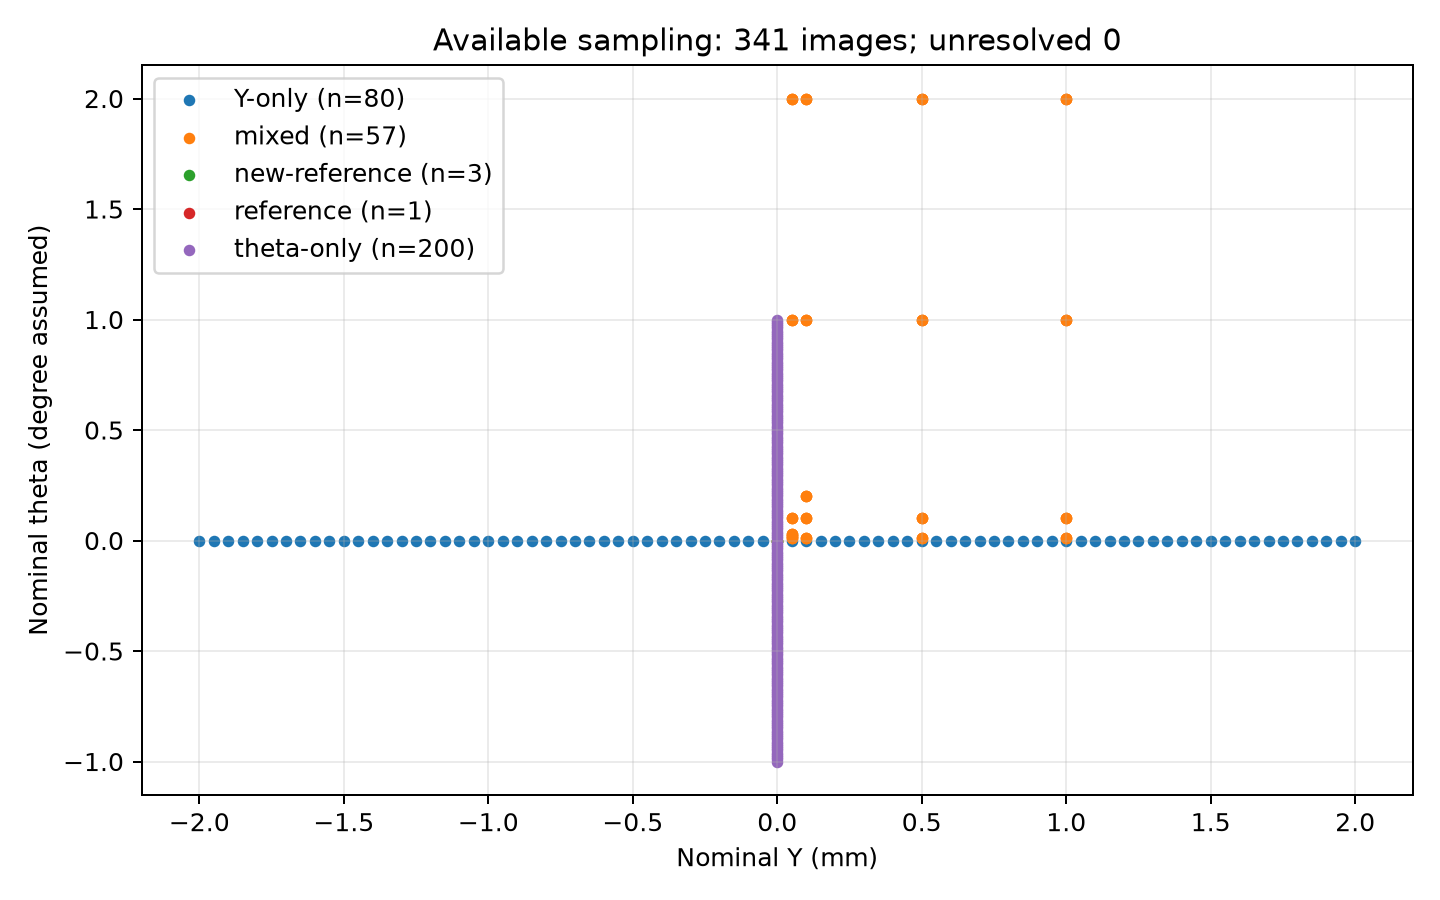 Available sampling: 341 images; unresolved 0
Y-only (n=80)
mixed (n=57)
new-reference (n=3)
reference (n=1)
theta-only (n=200)
Nominal theta (degree assumed)
2.0
1.5
1.0
0.5
0.0
−0.5
−1.0
−2.0 −1.5 −1.0 −0.5 0.0 0.5 1.0 1.5 2.0
Nominal Y (mm)